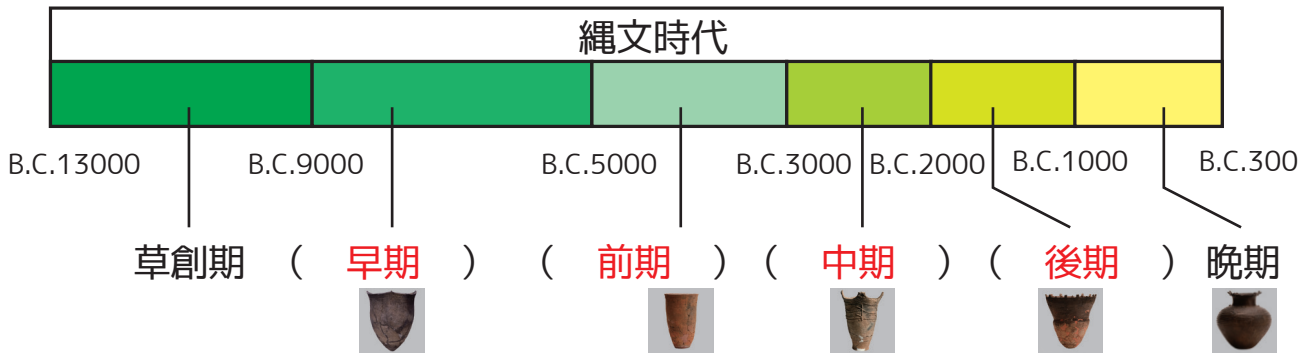 縄文時代
B.C.13000 B.C.9000 B.C.5000 B.C.3000 B.C.2000 B.C.1000 B.C.300
草創期 ( 早期 ) ( 前期 ) ( 中期 ) ( 後期 ) 晩期